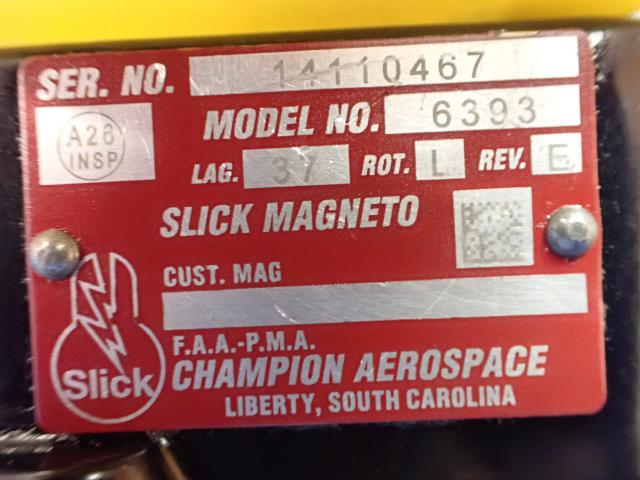 SER. NO. 14110467
A26
INSP
MODEL NO. 6393
LAG. 37 ROT. L REV. E
SLICK MAGNETO
CUST. MAG
Slick
F.A.A.-P.M.A.
CHAMPION AEROSPACE
LIBERTY, SOUTH CAROLINA